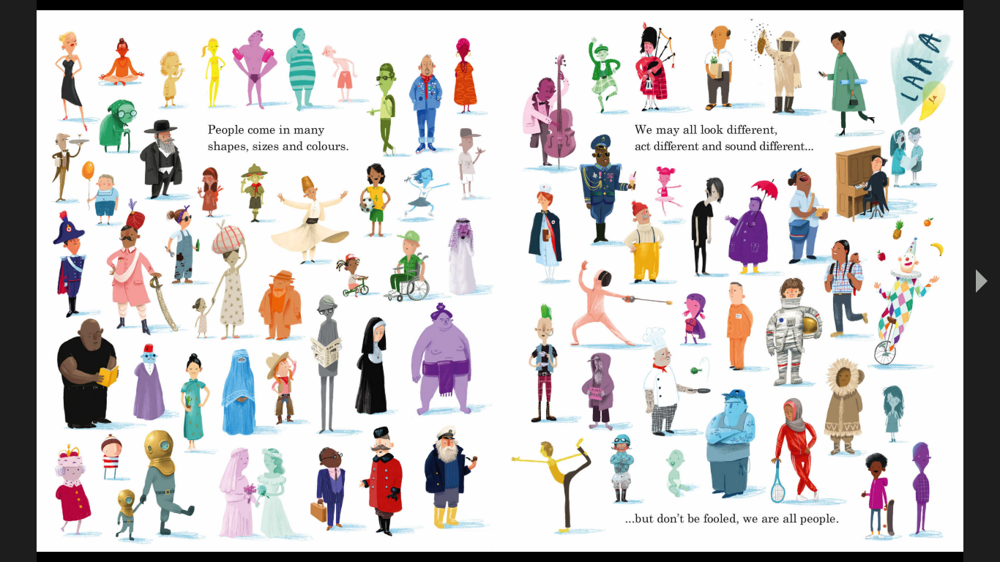 People come in many
shapes, sizes and colours.
We may all look different,
act different and sound different...
LAAA
La
...but don't be fooled, we are all people.